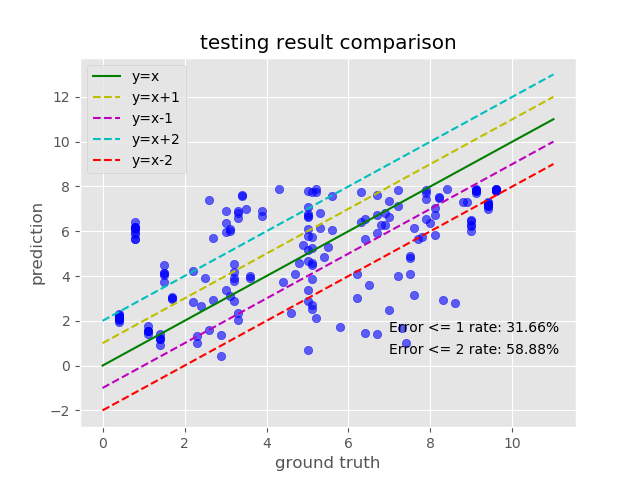 testing result comparison
y=x
y=x+1
y=x-1
y=x+2
y=x-2
12
10
8
6
4
2
0
−2
prediction
Error <= 1 rate: 31.66%
Error <= 2 rate: 58.88%
0 2 4 6 8 10
ground truth